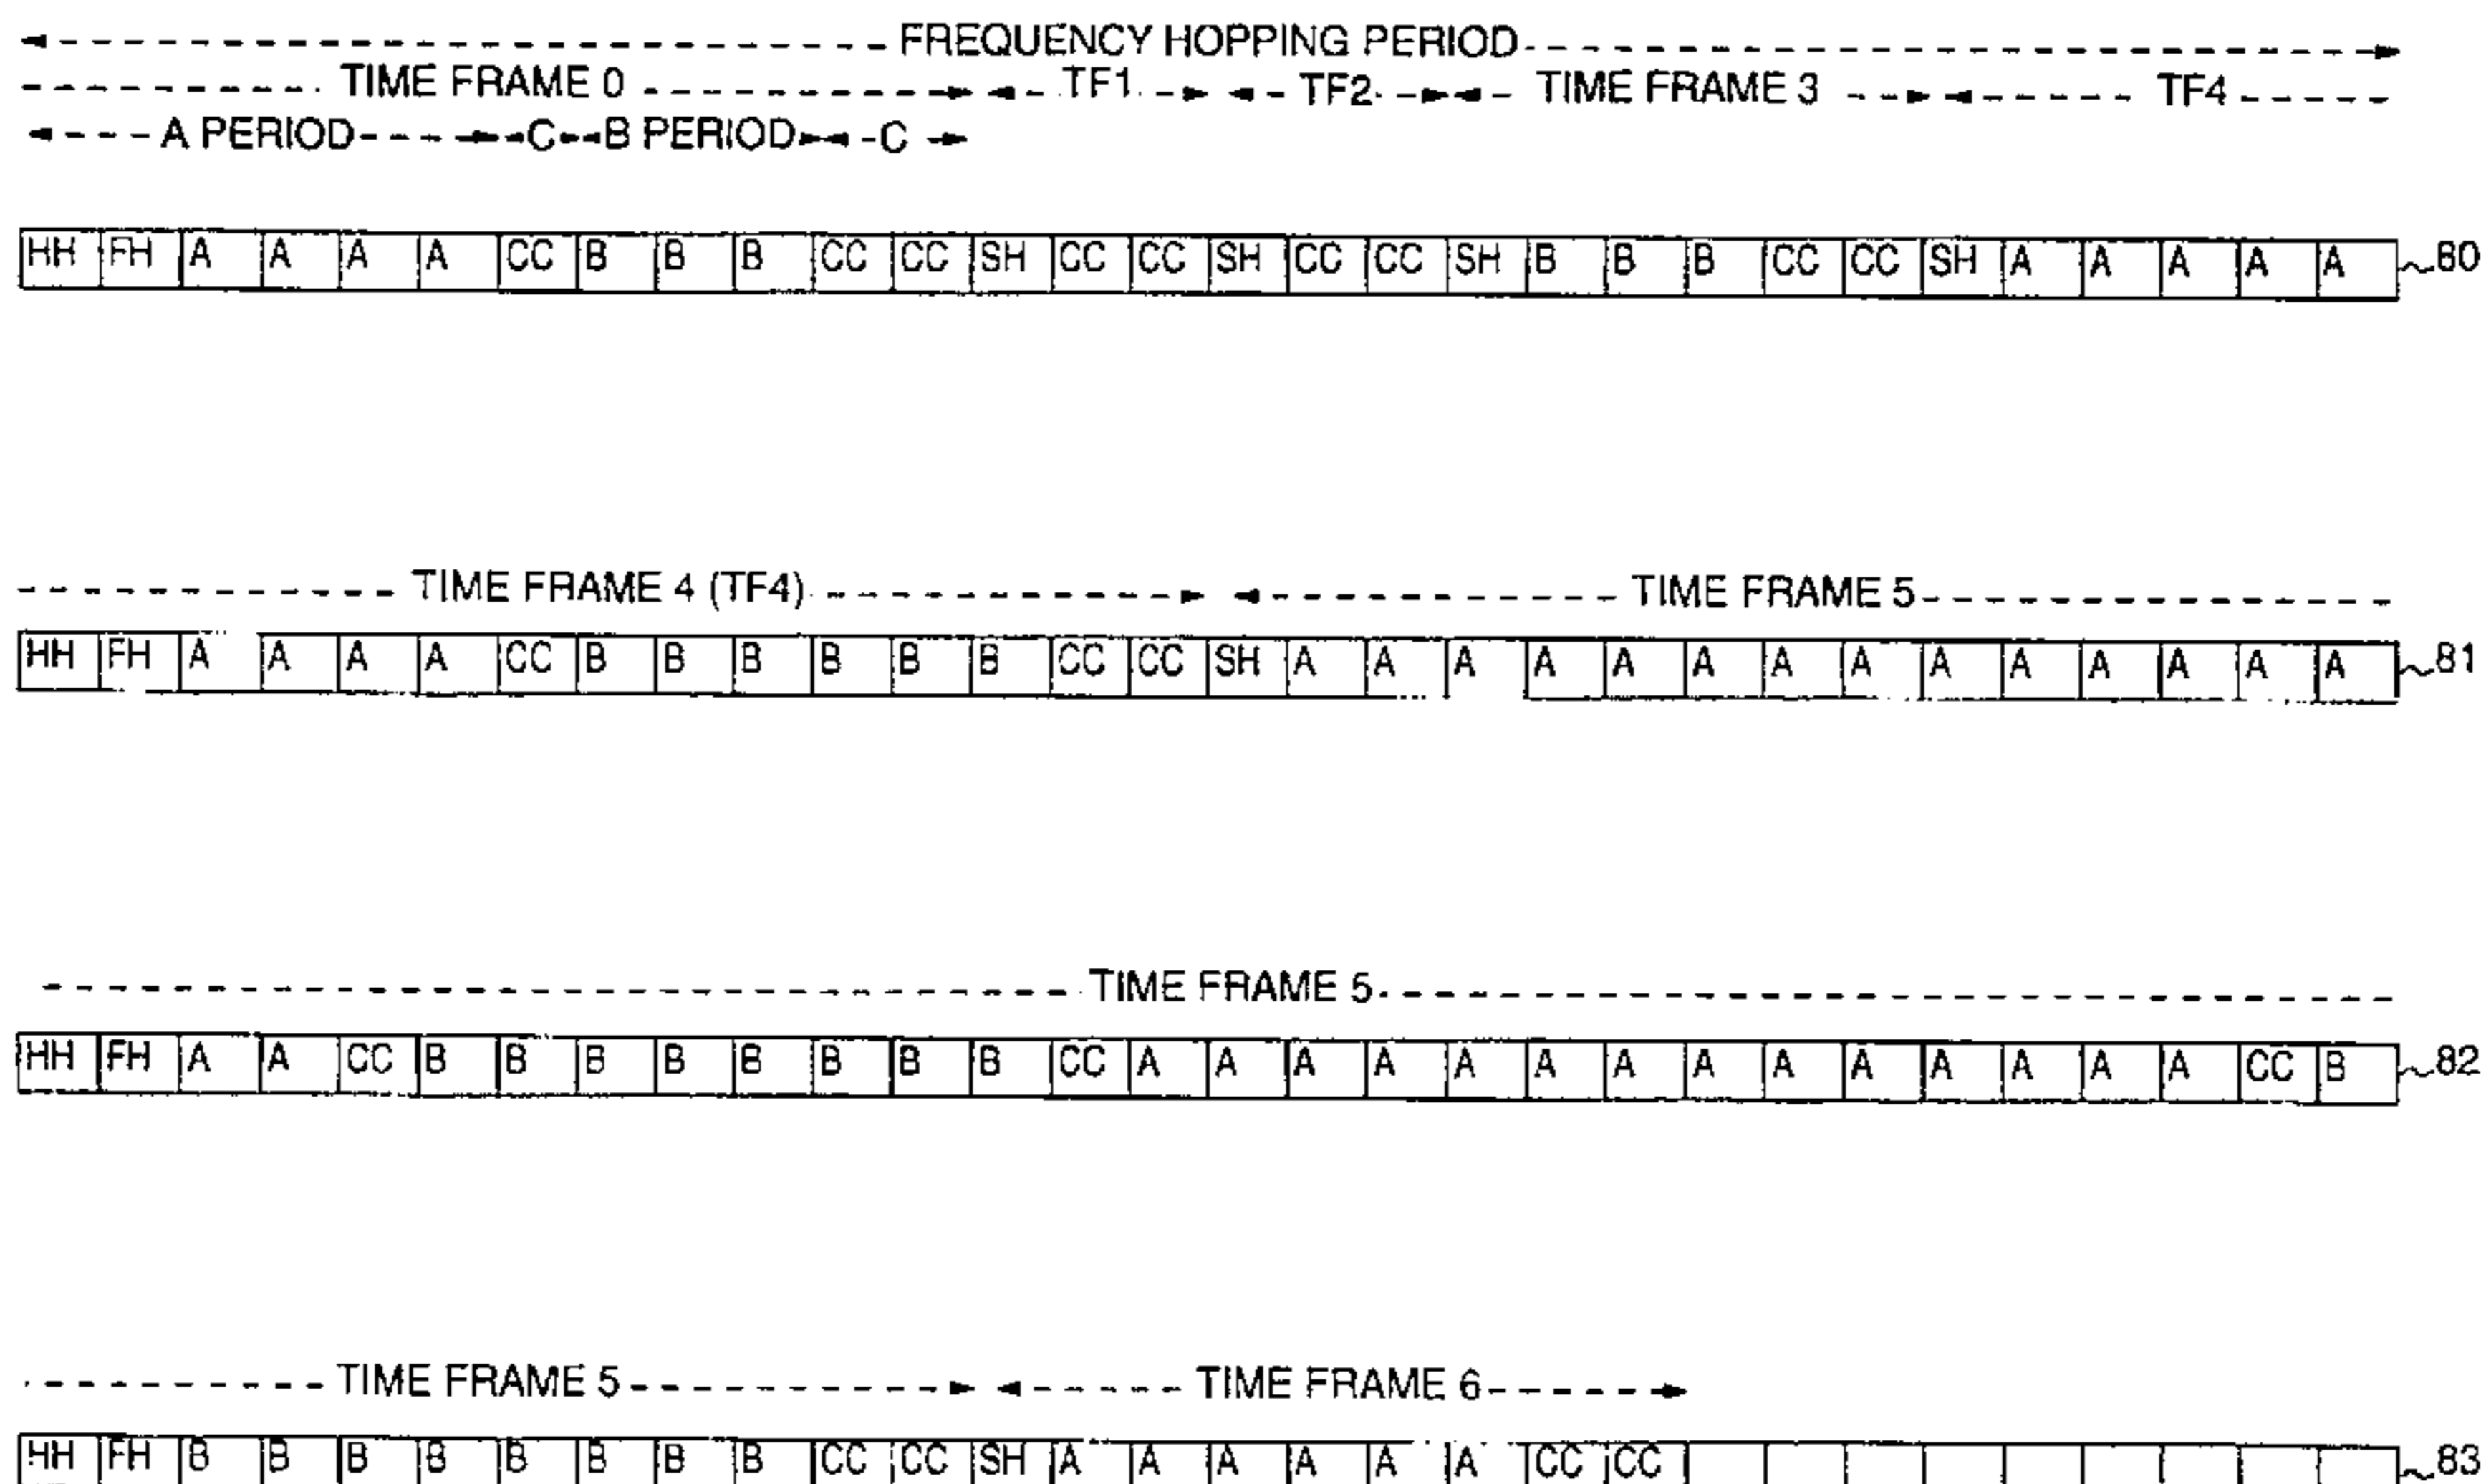 FREQUENCY HOPPING PERIOD
TIME FRAME 0 TF1 TF2 TIME FRAME 3 TF4
A PERIOD C B PERIOD C
HH FH A A A A CC B B B CC CC SH CC CC SH CC CC SH B B B CC CC SH A A A A A 80
TIME FRAME 4 (TF4) TIME FRAME 5
HH FH A A A A CC B B B B B B CC CC SH A A A A A A A A A A A A A A 81
TIME FRAME 5
HH FH A A CC B B B B B B B B CC A A A A A A A A A A A A A A CC B 82
TIME FRAME 5 TIME FRAME 6
HH FH B B B B B B B B CC CC SH A A A A A A CC CC 83